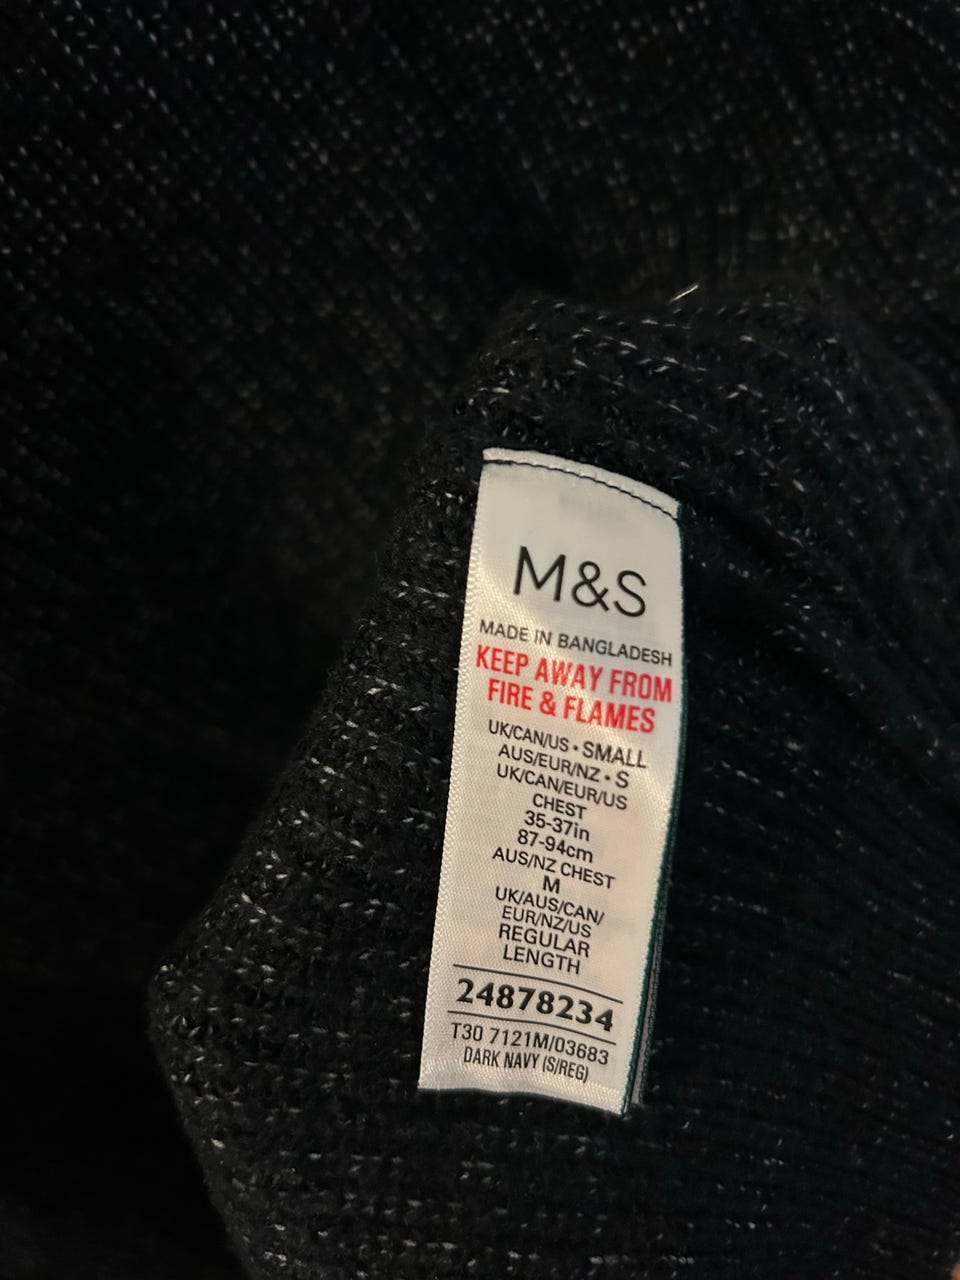 M&S
MADE IN BANGLADESH
KEEP AWAY FROM
FIRE & FLAMES
UK/CAN/US • SMALL
AUS/EUR/NZ • S
UK/CAN/EUR/US
CHEST
35-37in
87-94cm
AUS/NZ CHEST
M
UK/AUS/CAN/
EUR/NZ/US
REGULAR
LENGTH
24878234
T30 7121M/03683
DARK NAVY (S/REG)